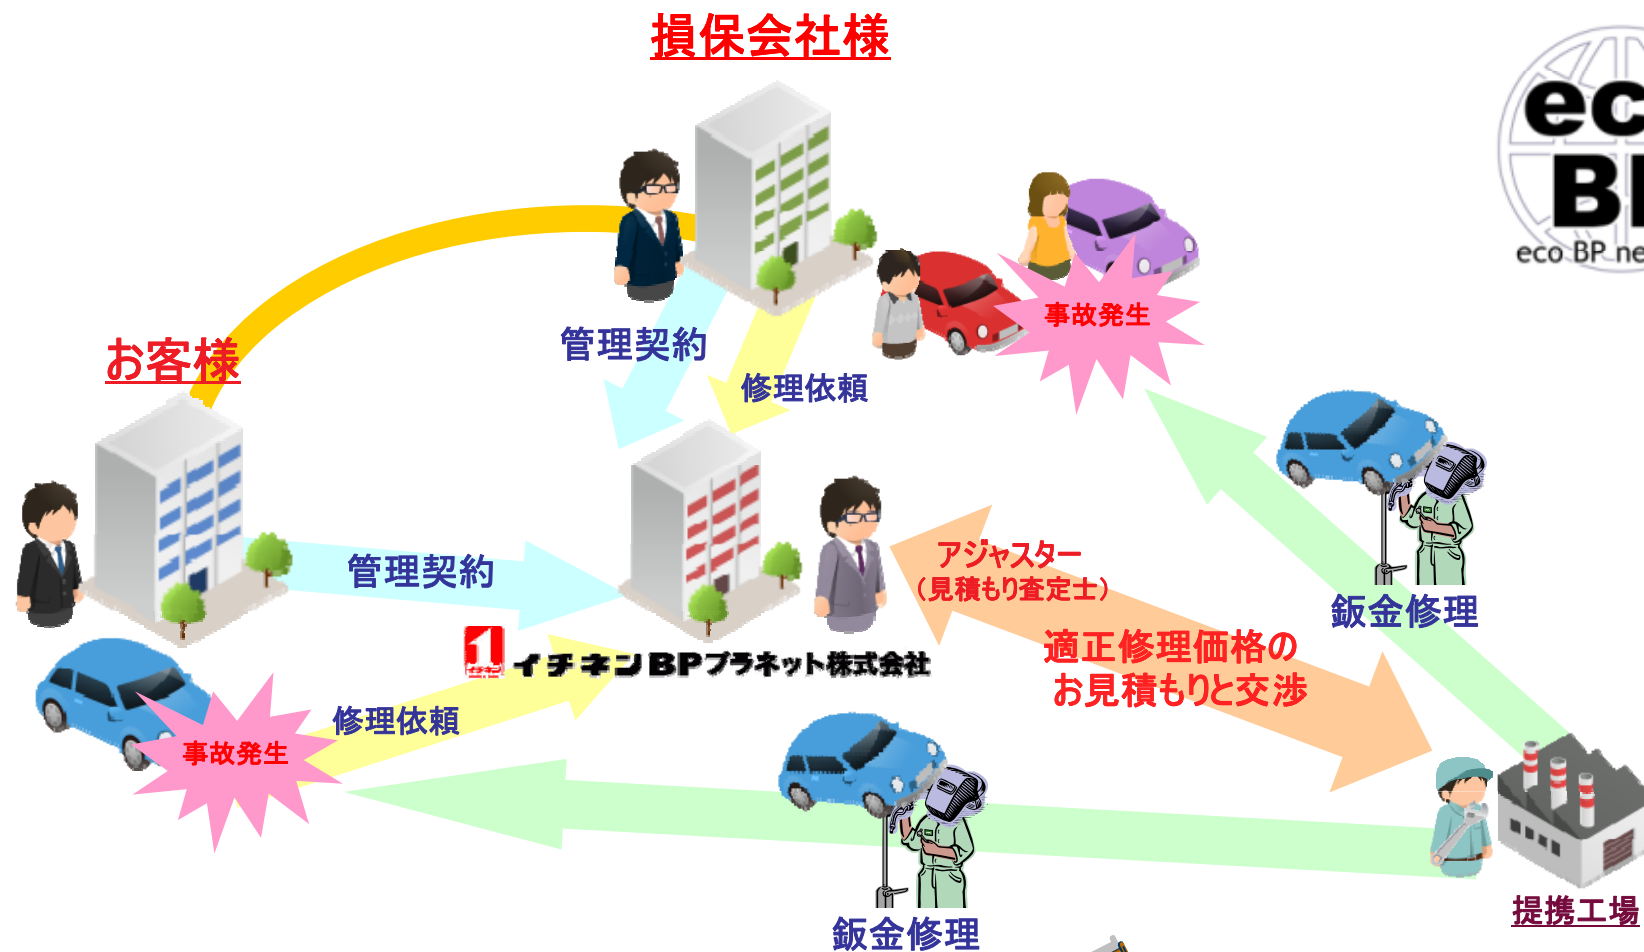 損保会社様
eco BP ne
事故発生
管理契約
お客様
修理依頼
管理契約
アジャスター
（見積もり査定士）
鈑金修理
適正修理価格の
お見積もりと交渉
イチネンBPプラネット株式会社
修理依頼
事故発生
提携工場
鈑金修理